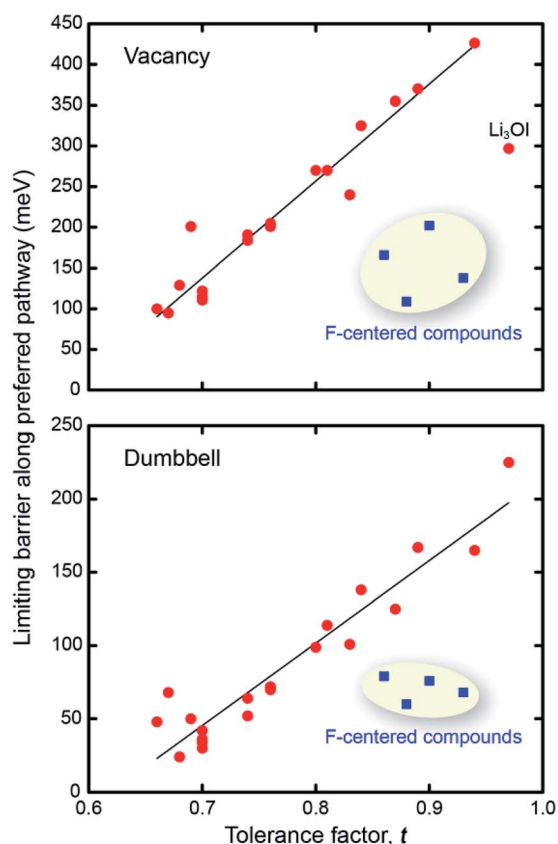 Limiting barrier along preferred pathway (meV)
450
400
350
300
250
200
150
100
50
0
Vacancy
Li₃OI
F-centered compounds
250
200
150
100
50
0
Dumbbell
F-centered compounds
0.6 0.7 0.8 0.9 1.0
Tolerance factor, t